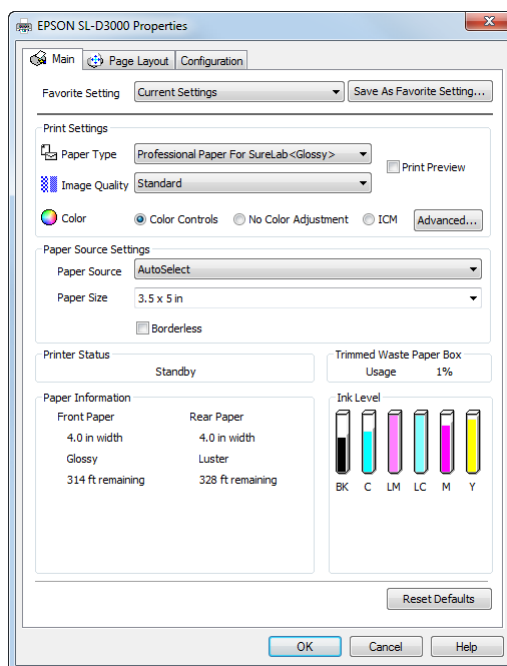 EPSON SL-D3000 Properties
Main
Page Layout
Configuration
Favorite Setting
Current Settings
Save As Favorite Setting...
Print Settings
Paper Type
Professional Paper For SureLab<Glossy>
Print Preview
Image Quality
Standard
Color
Color Controls
No Color Adjustment
ICM
Advanced...
Paper Source Settings
Paper Source
AutoSelect
Paper Size
3.5 x 5 in
Borderless
Printer Status
Standby
Trimmed Waste Paper Box
Usage 1%
Paper Information
Front Paper Rear Paper
4.0 in width 4.0 in width
Glossy Luster
314 ft remaining 328 ft remaining
Ink Level
BK C LM LC M Y
Reset Defaults
OK
Cancel
Help